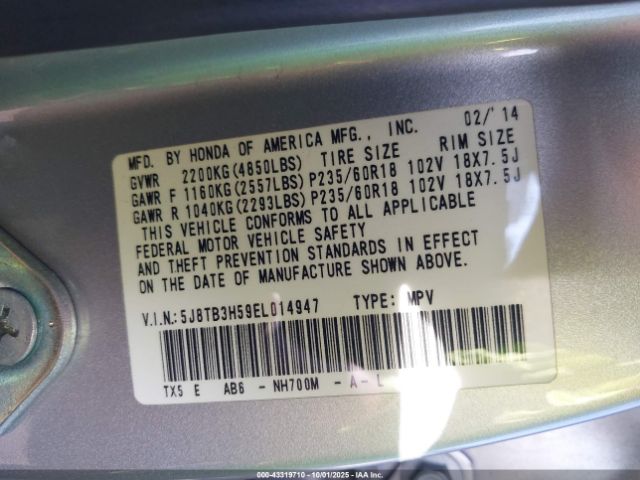 MFD. BY HONDA OF AMERICA MFG., INC. 02/'14
GVWR 2200KG(4850LBS) TIRE SIZE RIM SIZE
GAWR F 1160KG(2557LBS) P235/60R18 102V 18X7.5J
GAWR R 1040KG(2293LBS) P235/60R18 102V 18X7.5J
THIS VEHICLE CONFORMS TO ALL APPLICABLE
FEDERAL MOTOR VEHICLE SAFETY
AND THEFT PREVENTION STANDARDS IN EFFECT
ON THE DATE OF MANUFACTURE SHOWN ABOVE.
V.I.N.:5J8TB3H59EL014947 TYPE: MPV
TX5 E AB6 - NH700M - A - L
000-43319710 - 10/01/2025 - IAAI.COM